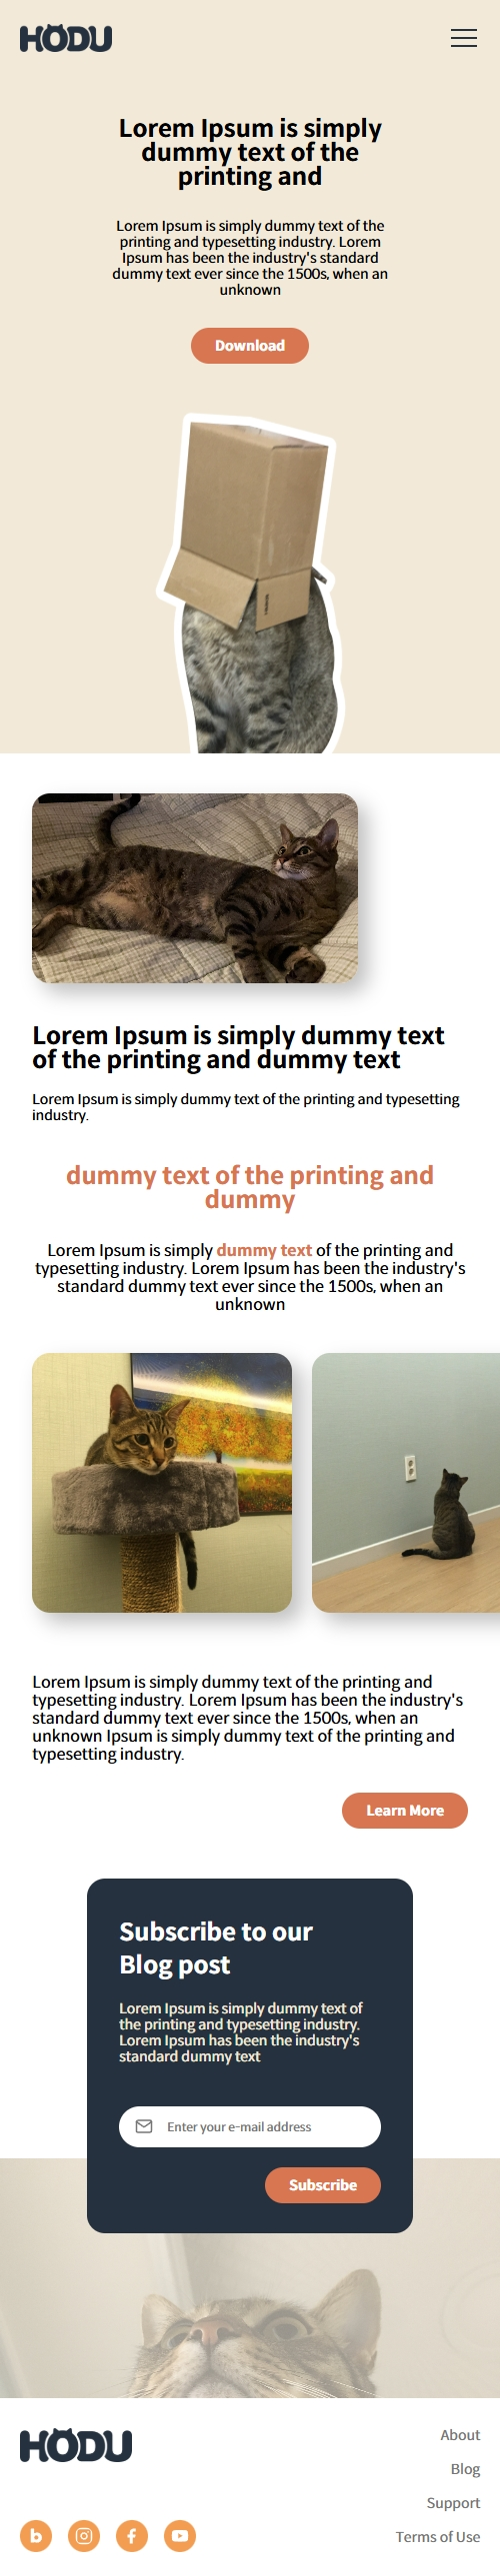 HODU
Lorem Ipsum is simply
dummy text of the
printing and
Lorem Ipsum is simply dummy text of the
printing and typesetting industry. Lorem
Ipsum has been the industry's standard
dummy text ever since the 1500s, when an
unknown
Download
Lorem Ipsum is simply dummy text
of the printing and dummy text
Lorem Ipsum is simply dummy text of the printing and typesetting
industry.
dummy text of the printing and
dummy
Lorem Ipsum is simply dummy text of the printing and
typesetting industry. Lorem Ipsum has been the industry's
standard dummy text ever since the 1500s, when an
unknown
Lorem Ipsum is simply dummy text of the printing and
typesetting industry. Lorem Ipsum has been the industry's
standard dummy text ever since the 1500s, when an
unknown Ipsum is simply dummy text of the printing and
typesetting industry.
Learn More
Subscribe to our
Blog post
Lorem Ipsum is simply dummy text of
the printing and typesetting industry.
Lorem Ipsum has been the industry's
standard dummy text
Enter your e-mail address
Subscribe
HODU
About
Blog
Support
Terms of Use